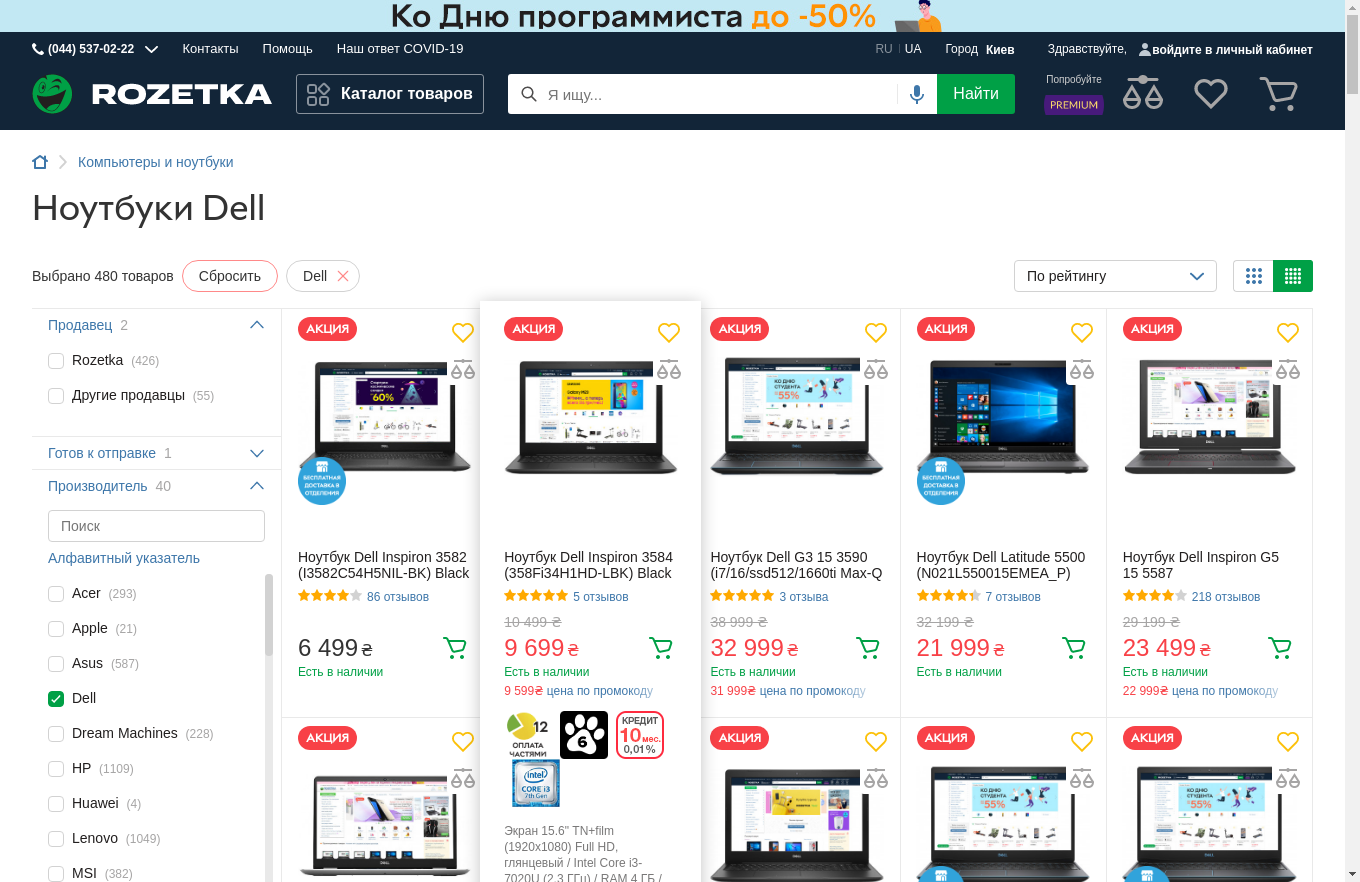 Ко Дню программиста до -50%
(044) 537-02-22 Контакты Помощь Наш ответ COVID-19 RU UA Город Киев Здравствуйте, войдите в личный кабинет
ROZETKA Каталог товаров Я ищу... Найти Попробуйте PREMIUM
Компьютеры и ноутбуки
Ноутбуки Dell
Выбрано 480 товаров Сбросить Dell По рейтингу
Продавец 2
Rozetka (426)
Другие продавцы (55)
Готов к отправке 1
Производитель 40
Поиск
Алфавитный указатель
Acer (293)
Apple (21)
Asus (587)
Dell
Dream Machines (228)
HP (1109)
Huawei (4)
Lenovo (1049)
MSI (382)
АКЦИЯ
БЕСПЛАТНАЯ
ДОСТАВКА В
ОТДЕЛЕНИЯ
Ноутбук Dell Inspiron 3582
(I3582C54H5NIL-BK) Black
86 отзывов
6 499 ₴
Есть в наличии
АКЦИЯ
Ноутбук Dell Inspiron 3584
(358Fi34H1HD-LBK) Black
5 отзывов
10 499 ₴
9 699 ₴
Есть в наличии
9 599₴ цена по промокоду
12
ОПЛАТА
ЧАСТЯМИ
6
КРЕДИТ
10 мес.
0,01%
intel
CORE i3
7th Gen
Экран 15.6" TN+film
(1920x1080) Full HD,
глянцевый / Intel Core i3-
7020U (2.3 ГГц) / RAM 4 ГБ /
АКЦИЯ
Ноутбук Dell G3 15 3590
(i7/16/ssd512/1660ti Max-Q
3 отзыва
38 999 ₴
32 999 ₴
Есть в наличии
31 999₴ цена по промокоду
АКЦИЯ
БЕСПЛАТНАЯ
ДОСТАВКА В
ОТДЕЛЕНИЯ
Ноутбук Dell Latitude 5500
(N021L550015EMEA_P)
7 отзывов
32 199 ₴
21 999 ₴
Есть в наличии
АКЦИЯ
Ноутбук Dell Inspiron G5
15 5587
218 отзывов
29 199 ₴
23 499 ₴
Есть в наличии
22 999₴ цена по промокоду
АКЦИЯ
АКЦИЯ
АКЦИЯ
АКЦИЯ